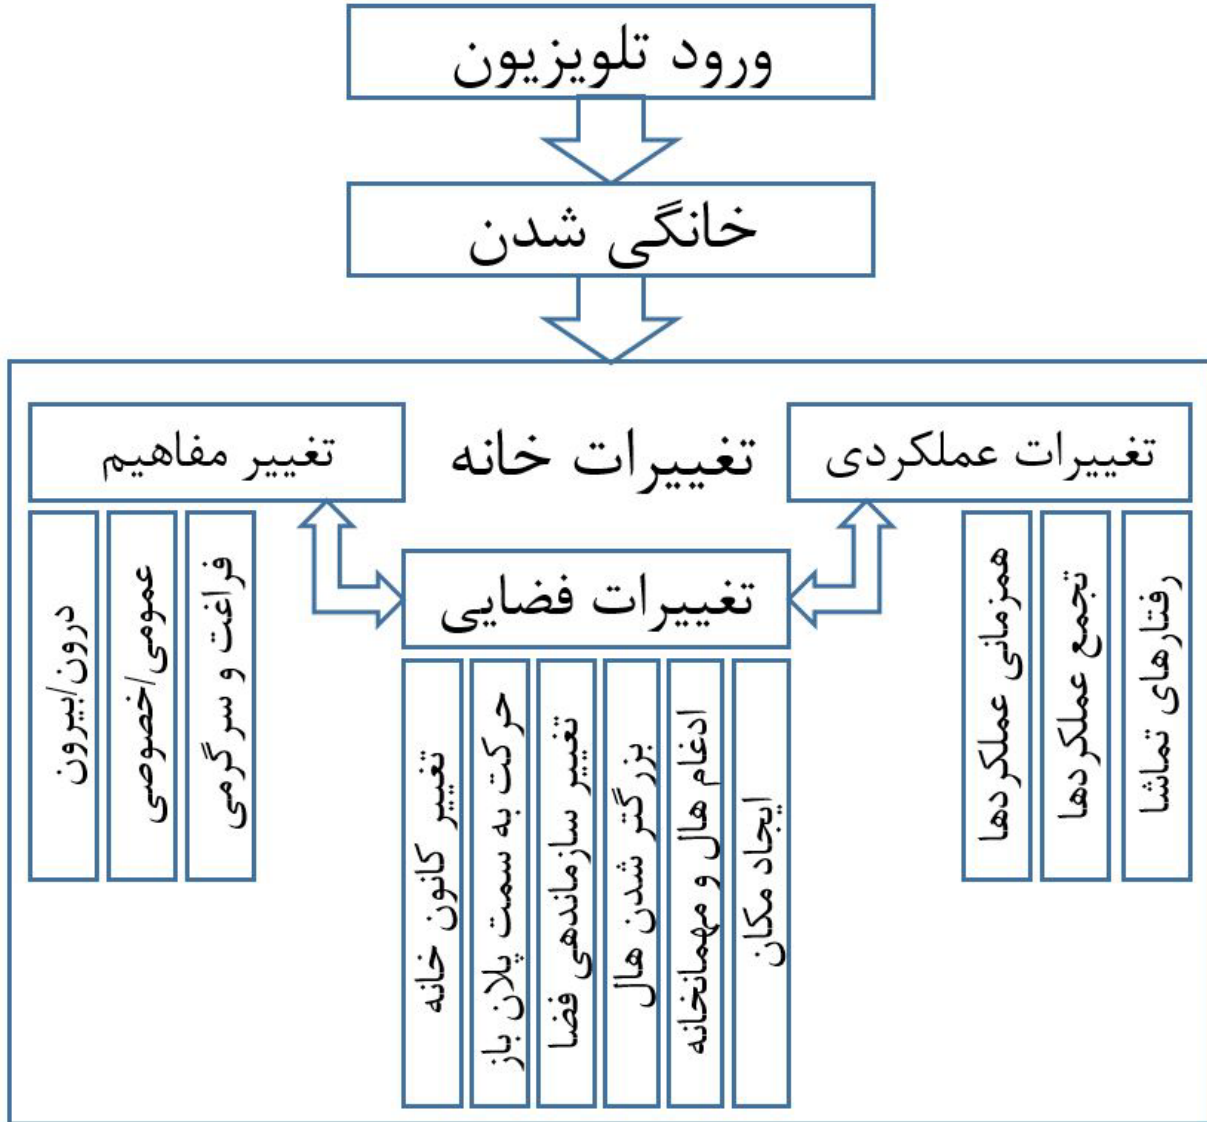 ورود تلویزیون
خانگی شدن
تغییرات خانه
تغییرات عملکردی
رفتارهای تماشا
تجمع عملکردها
همزمانی عملکردها
تغییرات فضایی
ایجاد مکان
ادغام هال و مهمانخانه
بزرگتر شدن هال
تغییر سازماندهی فضا
حرکت به سمت پلان باز
تغییر کانون خانه
تغییر مفاهیم
فراغت و سرگرمی
عمومی/خصوصی
درون/بیرون